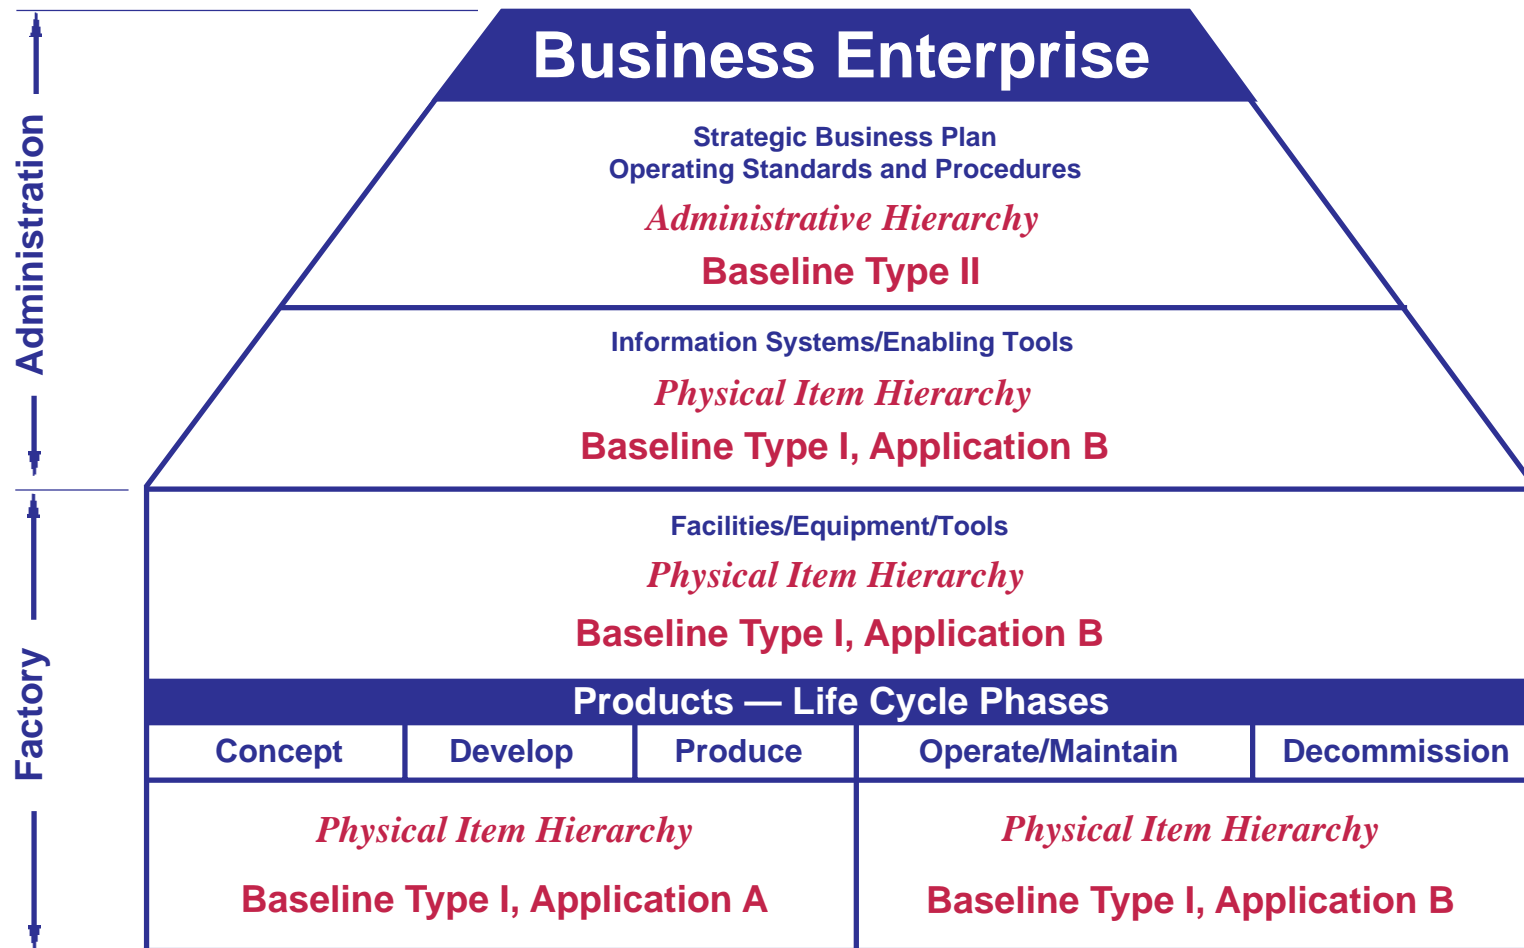 Business Enterprise
Administration
Strategic Business Plan
Operating Standards and Procedures
Administrative Hierarchy
Baseline Type II
Information Systems/Enabling Tools
Physical Item Hierarchy
Baseline Type I, Application B
Factory
Facilities/Equipment/Tools
Physical Item Hierarchy
Baseline Type I, Application B
Products — Life Cycle Phases
Concept Develop Produce Operate/Maintain Decommission
Physical Item Hierarchy
Baseline Type I, Application A
Physical Item Hierarchy
Baseline Type I, Application B